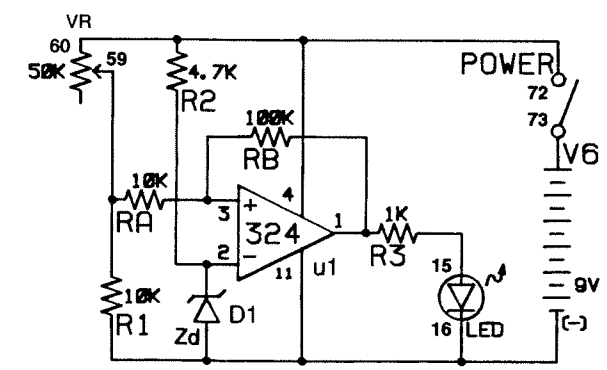 VR
60
59
50K
4.7K
R2
POWER
72
73
V6
100K
RB
10K
RA
3
+
4
324
1
2
-
11
u1
1K
R3
10K
R1
Zd
D1
15
16
LED
9V
(-)